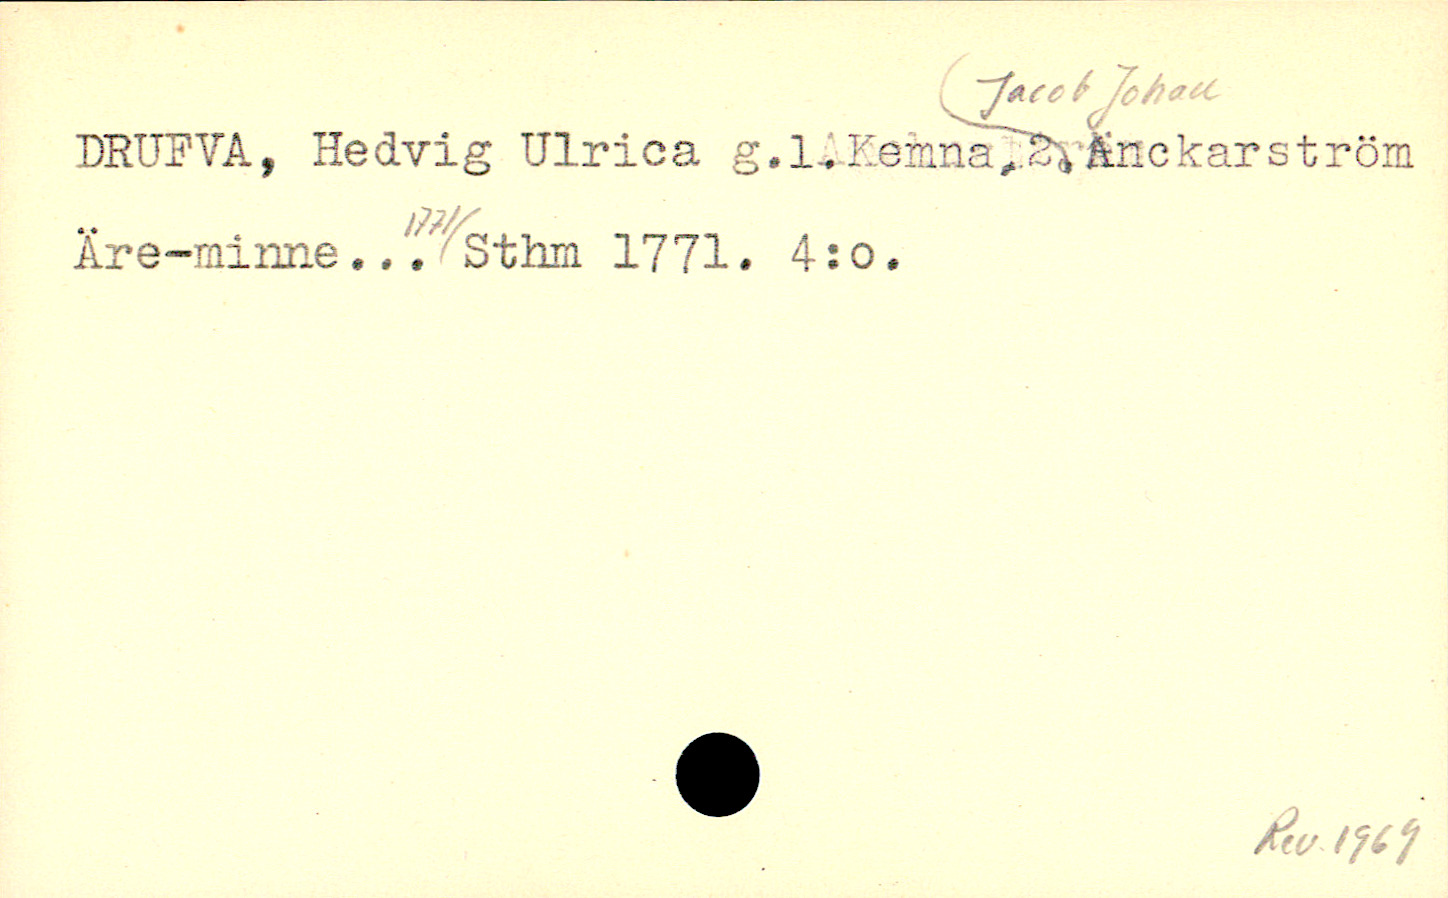 Jacob Johan
DRUFVA, Hedvig Ulrica g.1.Kemna,2.Anckarström
1771/
Äre-minne... Sthm 1771. 4:o.
Rev. 1969